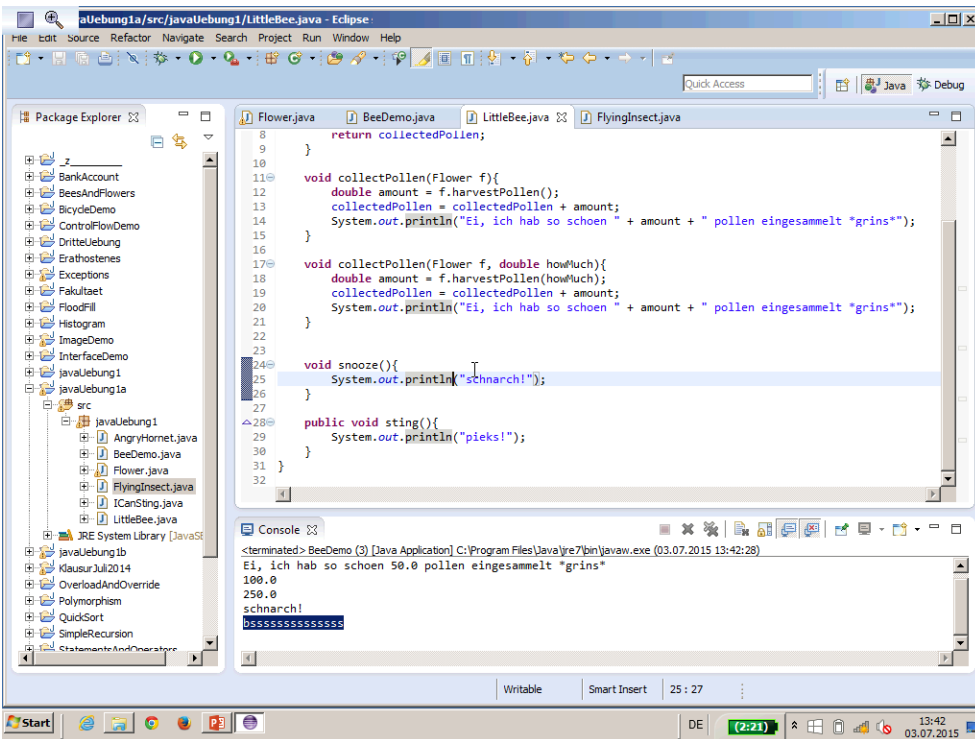 aUebung1a/src/javaUebung1/LittleBee.java - Eclipse
File Edit Source Refactor Navigate Search Project Run Window Help
Quick Access
Java
Debug
Package Explorer
_z_________
BankAccount
BeesAndFlowers
BicycleDemo
ControlFlowDemo
DritteUebung
Erathostenes
Exceptions
Fakultaet
FloodFill
Histogram
ImageDemo
InterfaceDemo
javaUebung1
javaUebung1a
src
javaUebung1
AngryHornet.java
BeeDemo.java
Flower.java
FlyingInsect.java
ICanSting.java
LittleBee.java
JRE System Library [JavaSE
javaUebung1b
KlausurJuli2014
OverloadAndOverride
Polymorphism
QuickSort
SimpleRecursion
StatementsAndOperators
Flower.java BeeDemo.java LittleBee.java FlyingInsect.java
8 return collectedPollen;
9 }
10
11 void collectPollen(Flower f){
12 double amount = f.harvestPollen();
13 collectedPollen = collectedPollen + amount;
14 System.out.println("Ei, ich hab so schoen " + amount + " pollen eingesammelt *grins*");
15 }
16
17 void collectPollen(Flower f, double howMuch){
18 double amount = f.harvestPollen(howMuch);
19 collectedPollen = collectedPollen + amount;
20 System.out.println("Ei, ich hab so schoen " + amount + " pollen eingesammelt *grins*");
21 }
22
23
24 void snooze(){
25 System.out.println("schnarch!");
26 }
27
28 public void sting(){
29 System.out.println("pieks!");
30 }
31 }
32
Console
<terminated> BeeDemo (3) [Java Application] C:\Program Files\Java\jre7\bin\javaw.exe (03.07.2015 13:42:28)
Ei, ich hab so schoen 50.0 pollen eingesammelt *grins*
100.0
250.0
schnarch!
bssssssssssssss
Writable Smart Insert 25 : 27
Start
DE (2:21) 13:42
03.07.2015